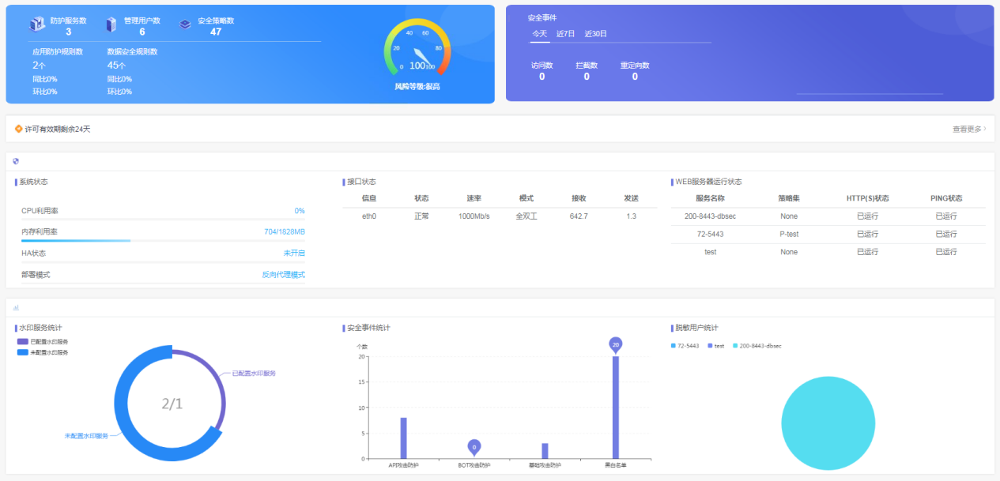 防护服务数 管理用户数 安全策略数
3 6 47
应用防护规则数 数据安全规则数
2个 45个
同比0% 同比0%
环比0% 环比0%
0 20 40 60 80 100
100
风险等级:很高
安全事件
今天 近7日 近30日
访问数 拦截数 重定向数
0 0 0
许可有效期剩余24天
查看更多
系统状态
CPU利用率 0%
内存利用率 704/1828MB
HA状态 未开启
部署模式 反向代理模式
接口状态
信息 状态 速率 模式 接收 发送
eth0 正常 1000Mb/s 全双工 642.7 1.3
WEB服务器运行状态
服务名称 策略集 HTTP(S)状态 PING状态
200-8443-dbsec None 已运行 已运行
72-5443 P-test 已运行 已运行
test None 已运行 已运行
水印服务统计
已配置水印服务
未配置水印服务
已配置水印服务
2/1
未配置水印服务
安全事件统计
个数
20
15
10
5
0
20
0
API攻击防护 BOT攻击防护 基础攻击防护 黑白名单
脱敏用户统计
72-5443 test 200-8443-dbsec